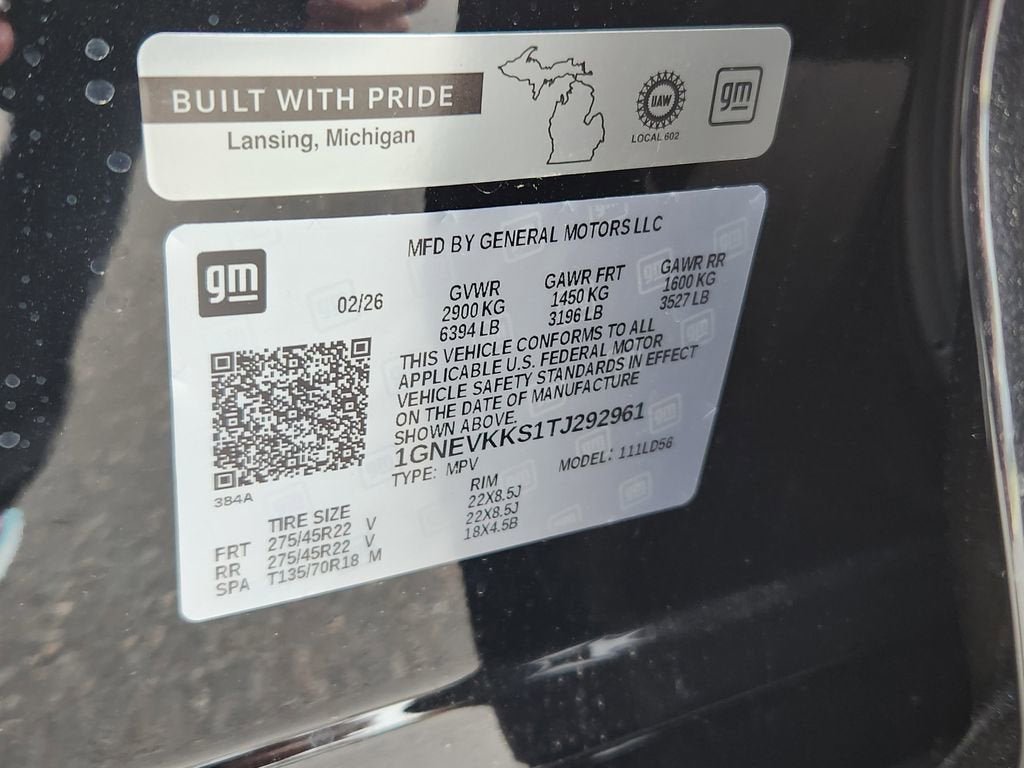 BUILT WITH PRIDE
Lansing, Michigan
UAW
LOCAL 602
gm
gm
MFD BY GENERAL MOTORS LLC
02/26
GVWR
2900 KG
6394 LB
GAWR FRT
1450 KG
3196 LB
GAWR RR
1600 KG
3527 LB
THIS VEHICLE CONFORMS TO ALL
APPLICABLE U.S. FEDERAL MOTOR
VEHICLE SAFETY STANDARDS IN EFFECT
ON THE DATE OF MANUFACTURE
SHOWN ABOVE.
1GNEVKKS1TJ292961
TYPE: MPV MODEL: 111LD56
3B4A
TIRE SIZE RIM
FRT 275/45R22 V 22X8.5J
RR 275/45R22 V 22X8.5J
SPA T135/70R18 M 18X4.5B